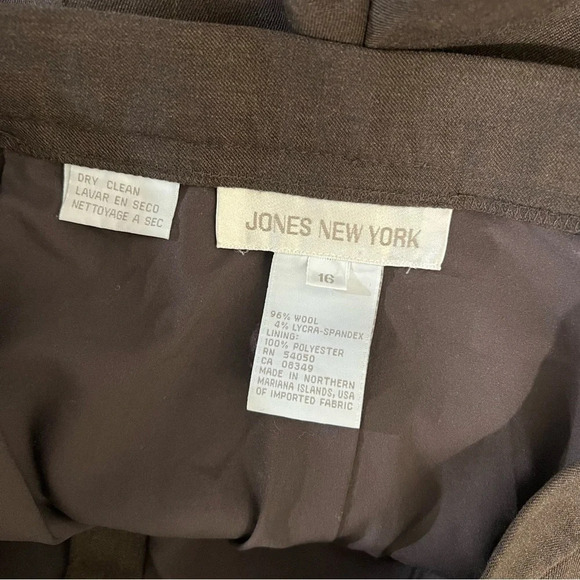 DRY CLEAN
LAVAR EN SECO
NETTOYAGE A SEC
JONES NEW YORK
16
96% WOOL
4% LYCRA-SPANDEX
LINING:
100% POLYESTER
RN 54050
CA 08349
MADE IN NORTHERN
MARIANA ISLANDS, USA
OF IMPORTED FABRIC